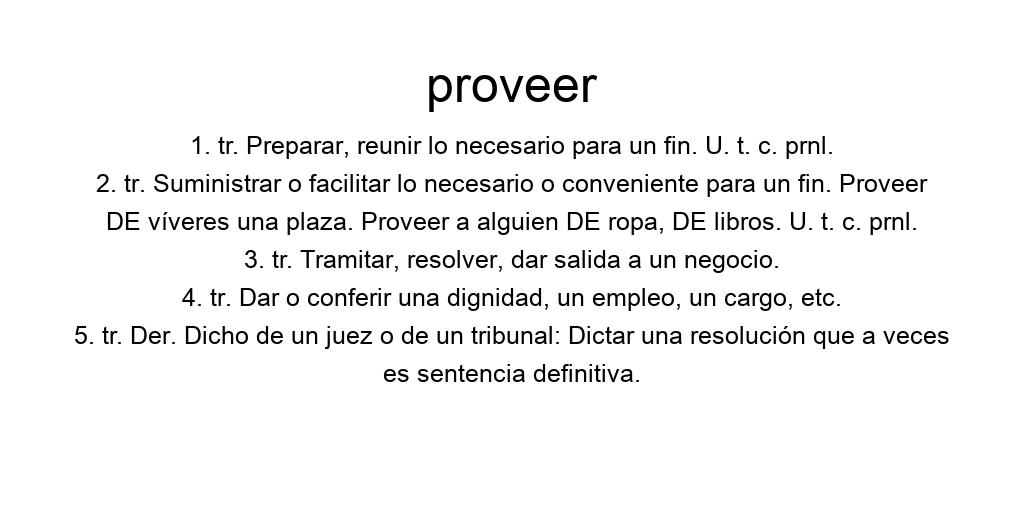 proveer
1. tr. Preparar, reunir lo necesario para un fin. U. t. c. prnl.
2. tr. Suministrar o facilitar lo necesario o conveniente para un fin. Proveer
DE víveres una plaza. Proveer a alguien DE ropa, DE libros. U. t. c. prnl.
3. tr. Tramitar, resolver, dar salida a un negocio.
4. tr. Dar o conferir una dignidad, un empleo, un cargo, etc.
5. tr. Der. Dicho de un juez o de un tribunal: Dictar una resolución que a veces
es sentencia definitiva.